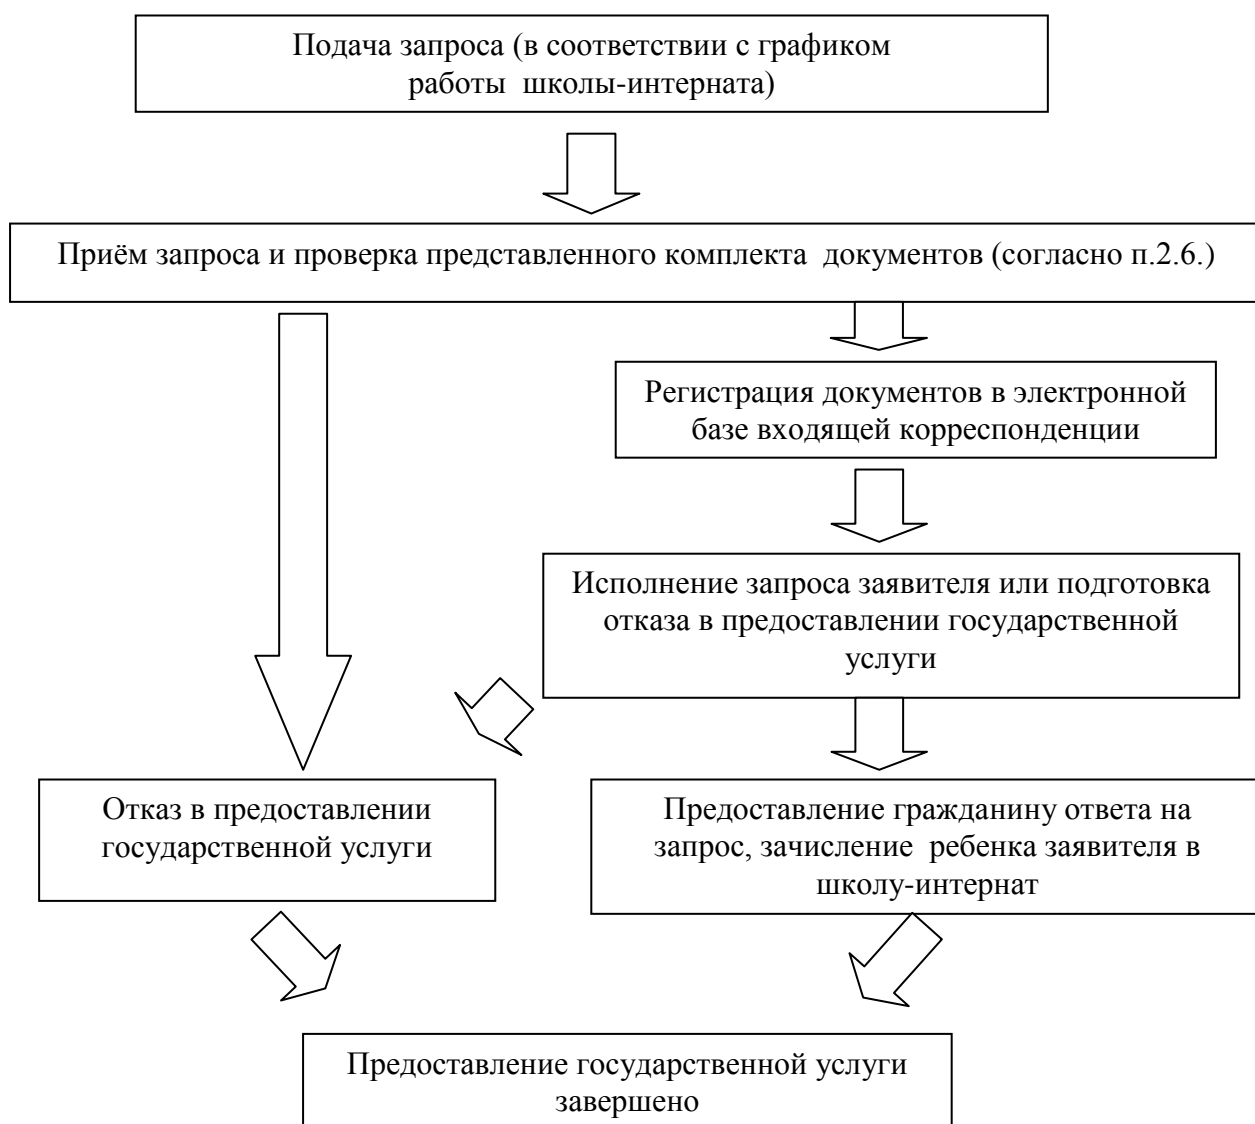 Подача запроса (в соответствии с графиком
работы школы-интерната)
Приём запроса и проверка представленного комплекта документов (согласно п.2.6.)
Регистрация документов в электронной
базе входящей корреспонденции
Исполнение запроса заявителя или подготовка
отказа в предоставлении государственной
услуги
Отказ в предоставлении
государственной услуги
Предоставление гражданину ответа на
запрос, зачисление ребенка заявителя в
школу-интернат
Предоставление государственной услуги
завершено